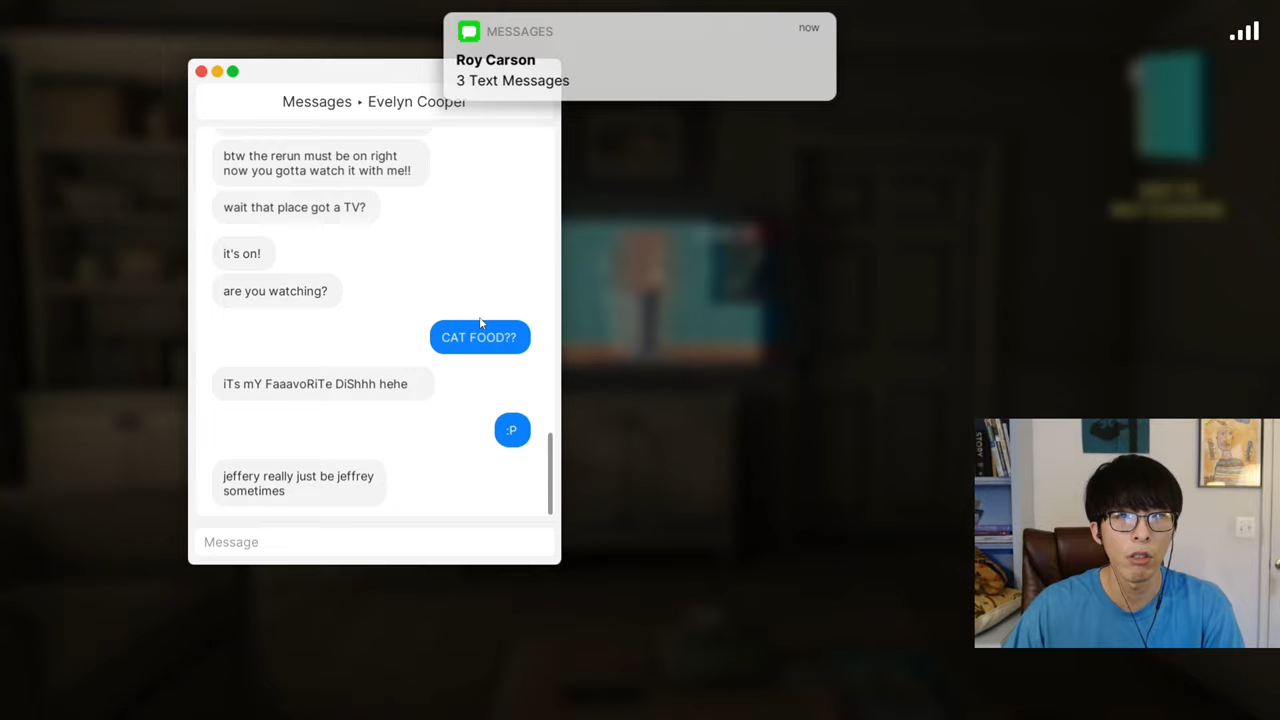 MESSAGES
now
Roy Carson
3 Text Messages
Messages ▸ Evelyn Cooper
btw the rerun must be on right
now you gotta watch it with me!!
wait that place got a TV?
it's on!
are you watching?
CAT FOOD??
iTs mY FaaavoRiTe DiShhh hehe
:P
jeffery really just be jeffrey
sometimes
Message
STORY